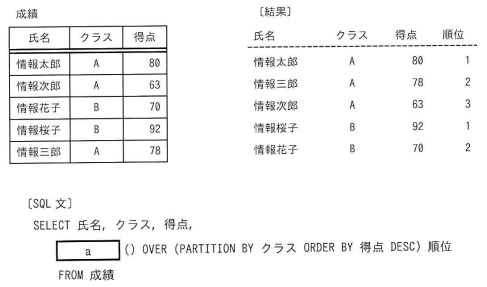 成績
氏名 クラス 得点
情報太郎 A 80
情報次郎 A 63
情報花子 B 70
情報桜子 B 92
情報三郎 A 78
〔結果〕
氏名 クラス 得点 順位
情報太郎 A 80 1
情報三郎 A 78 2
情報次郎 A 63 3
情報桜子 B 92 1
情報花子 B 70 2
〔SQL 文〕
SELECT 氏名, クラス, 得点,
a () OVER (PARTITION BY クラス ORDER BY 得点 DESC) 順位
FROM 成績